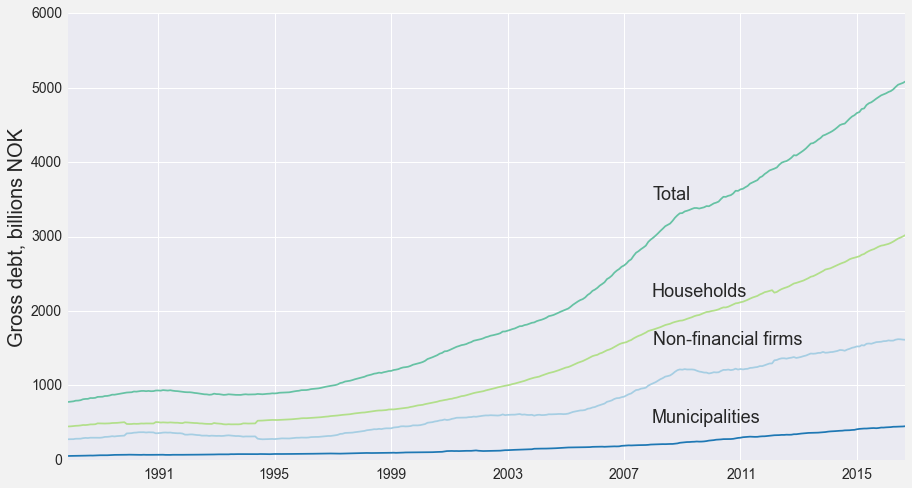 6000
5000
4000
3000
2000
1000
0
Gross debt, billions NOK
Total
Households
Non-financial firms
Municipalities
1991 1995 1999 2003 2007 2011 2015